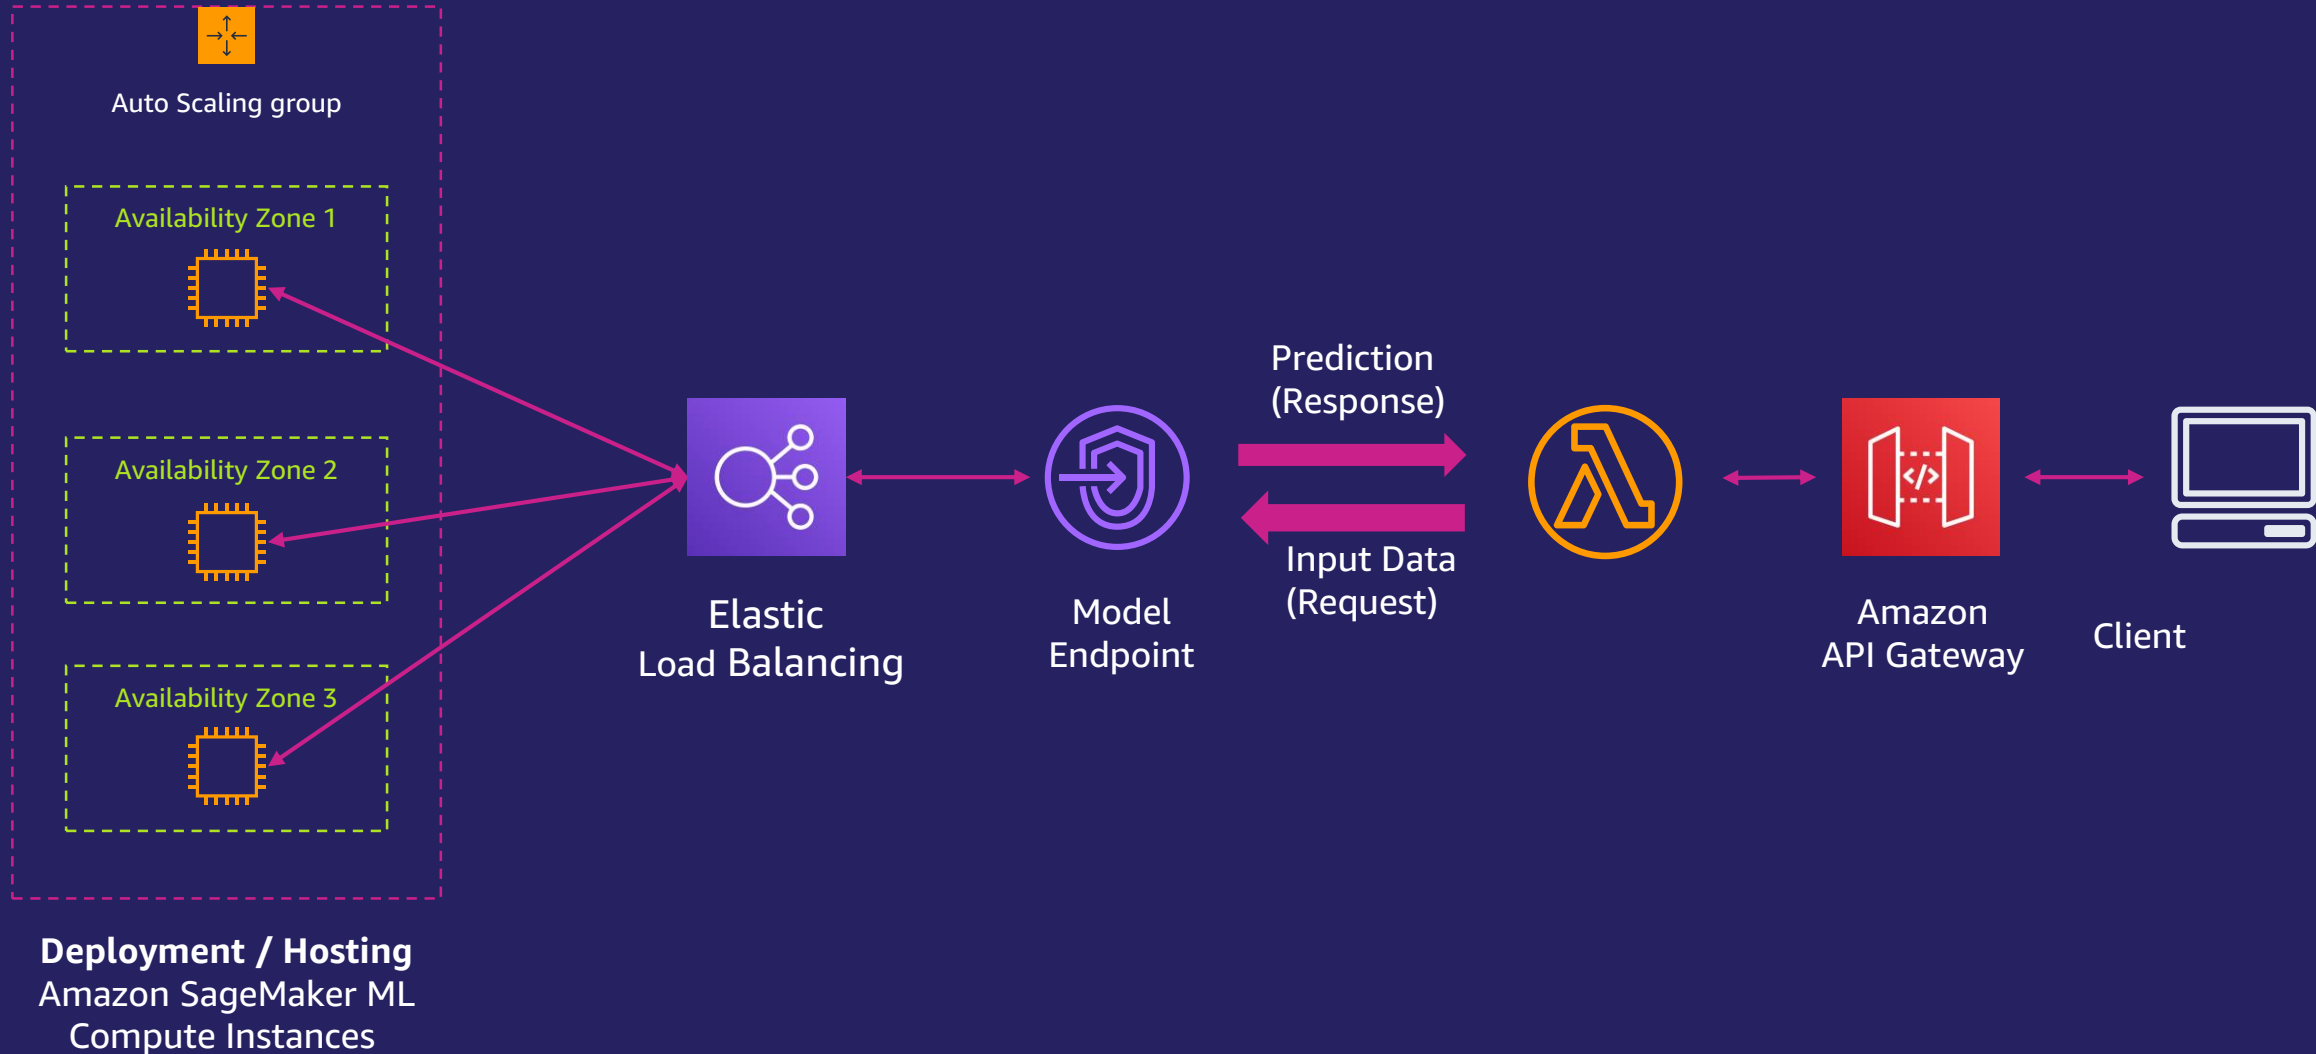 Auto Scaling group
Availability Zone 1
Availability Zone 2
Availability Zone 3
Deployment / Hosting
Amazon SageMaker ML
Compute Instances
Elastic
Load Balancing
Model
Endpoint
Prediction
(Response)
Input Data
(Request)
</>
Amazon
API Gateway
Client